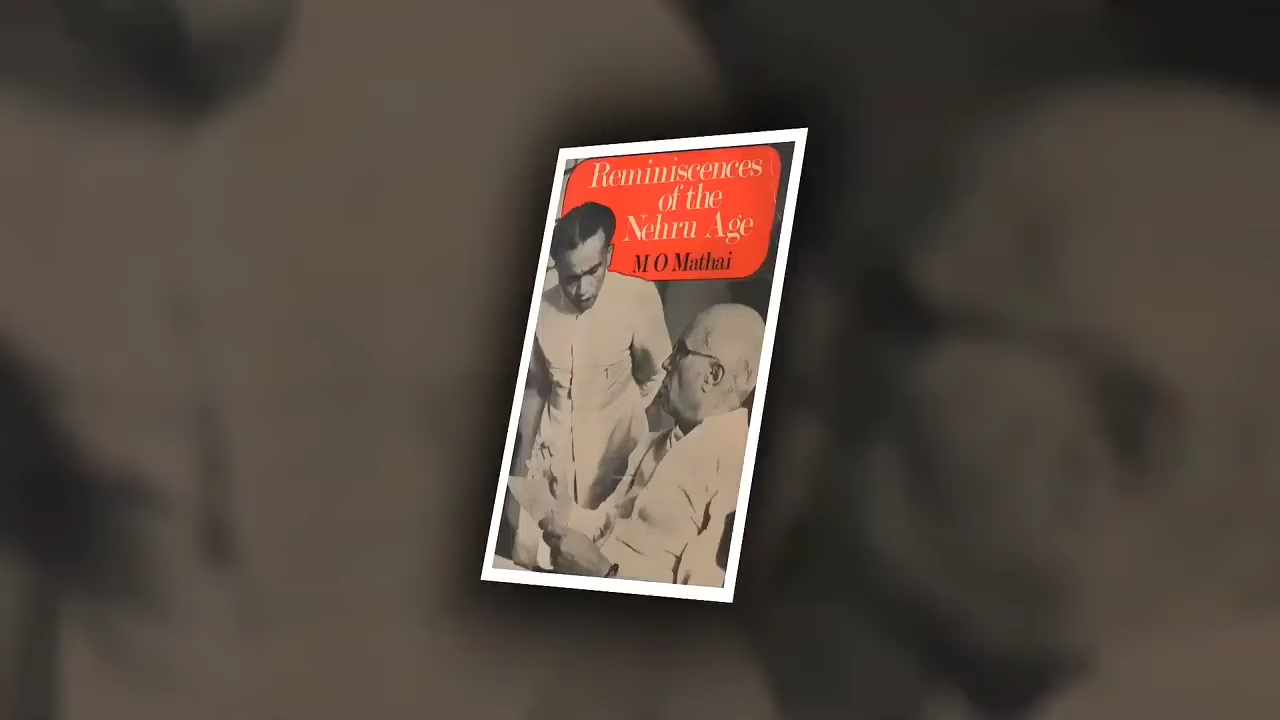 Reminiscences
of the
Nehru Age
M O Mathai